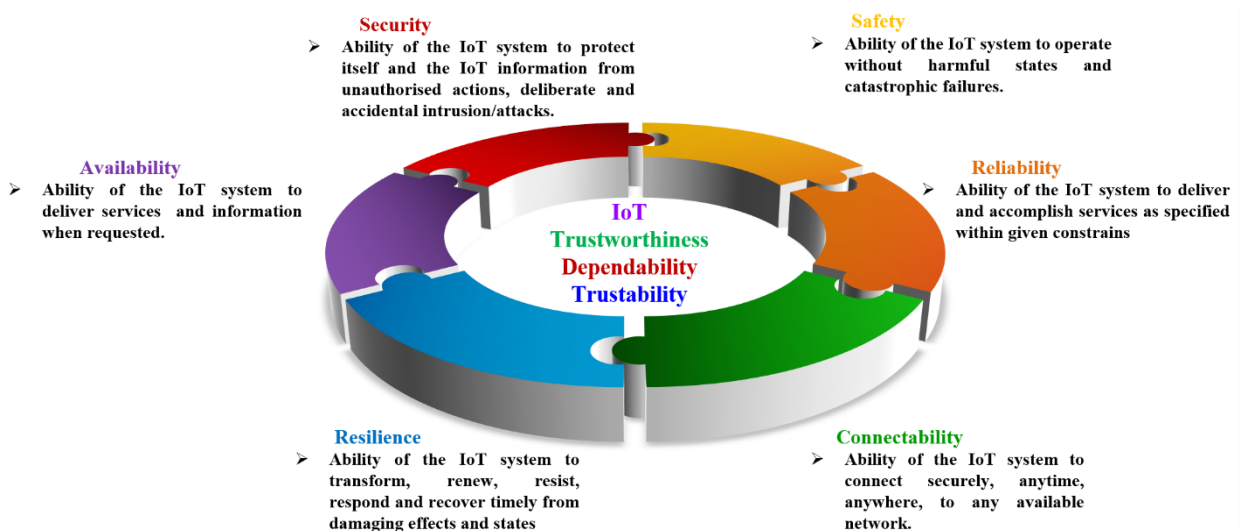 Security
➢ Ability of the IoT system to protect
itself and the IoT information from
unauthorised actions, deliberate and
accidental intrusion/attacks.
Safety
➢ Ability of the IoT system to operate
without harmful states and
catastrophic failures.
Availability
➢ Ability of the IoT system to
deliver services and information
when requested.
Reliability
➢ Ability of the IoT system to deliver
and accomplish services as specified
within given constrains
IoT
Trustworthiness
Dependability
Trustability
Resilience
➢ Ability of the IoT system to
transform, renew, resist,
respond and recover timely from
damaging effects and states
Connectability
➢ Ability of the IoT system to
connect securely, anytime,
anywhere, to any available
network.